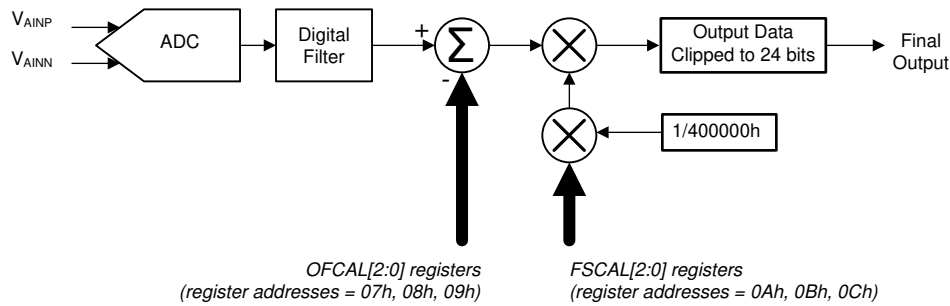 VAINP
VAINN
ADC
Digital
Filter
+
-
Σ
Output Data
Clipped to 24 bits
Final
Output
1/400000h
OFCAL[2:0] registers
(register addresses = 07h, 08h, 09h)
FSCAL[2:0] registers
(register addresses = 0Ah, 0Bh, 0Ch)